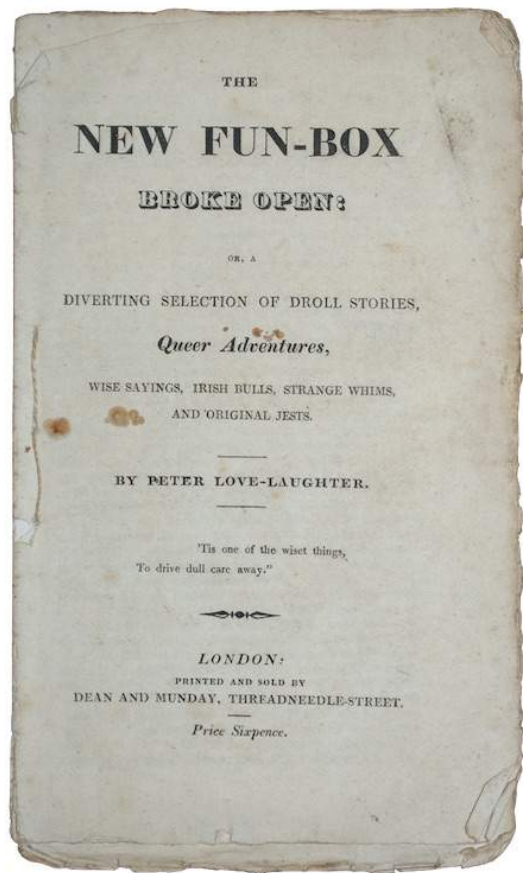 THE
NEW FUN-BOX
BROKE OPEN:
OR, A
DIVERTING SELECTION OF DROLL STORIES,
Queer Adventures,
WISE SAYINGS, IRISH BULLS, STRANGE WHIMS,
AND ORIGINAL JESTS.
BY PETER LOVE-LAUGHTER.
'Tis one of the wiset things,
To drive dull care away."
LONDON:
PRINTED AND SOLD BY
DEAN AND MUNDAY, THREADNEEDLE-STREET.
Price Sixpence.